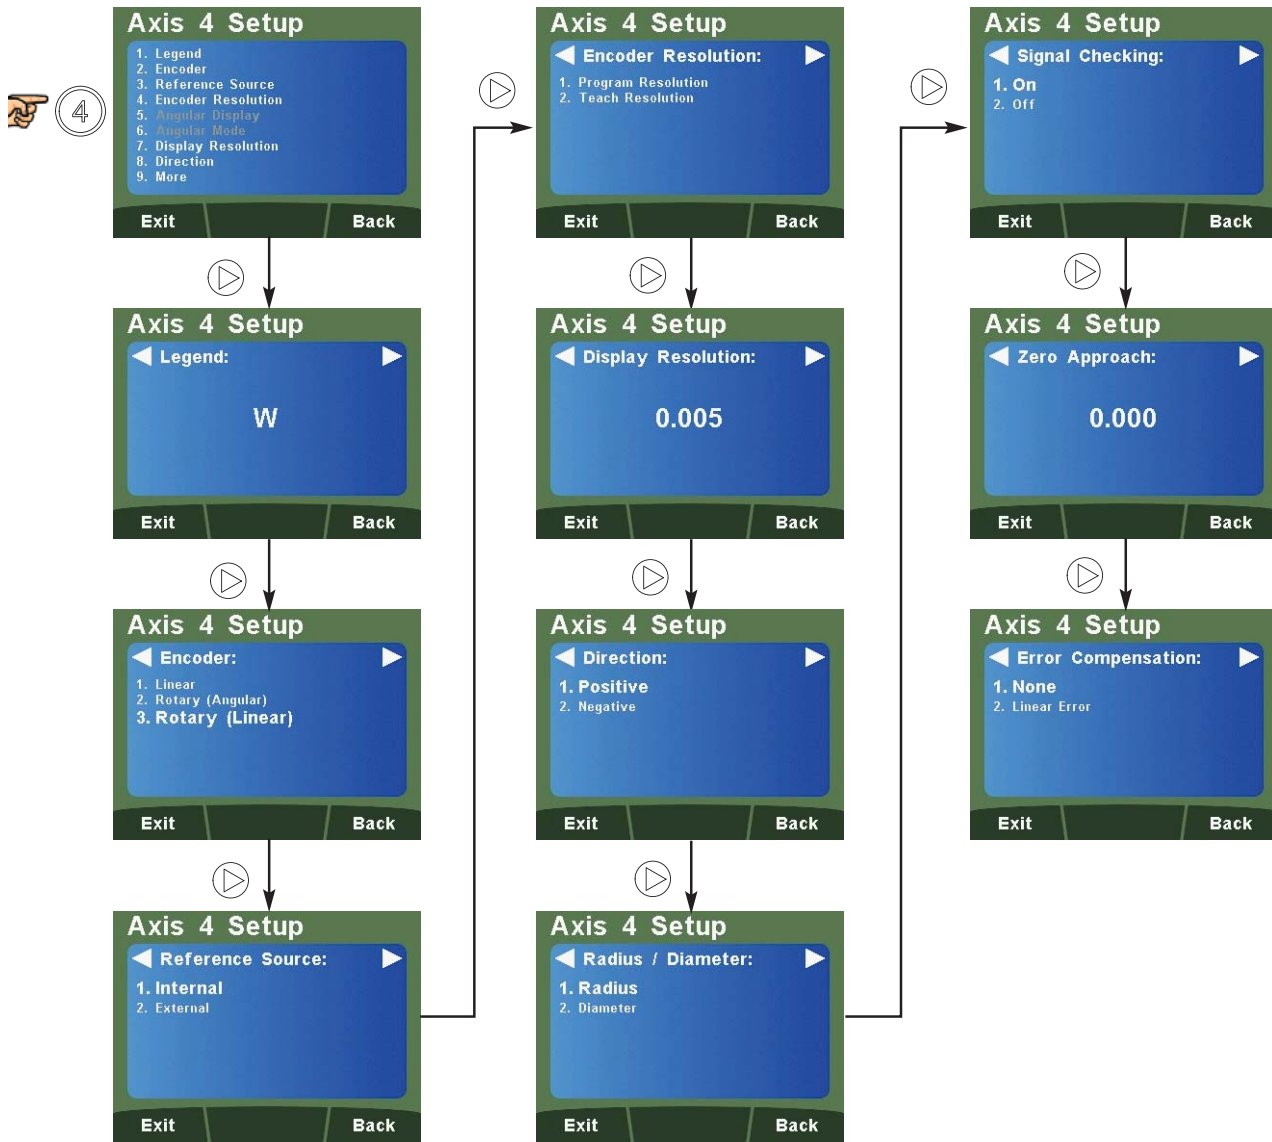 4
Axis 4 Setup
1. Legend
2. Encoder
3. Reference Source
4. Encoder Resolution
5. Angular Display
6. Angular Mode
7. Display Resolution
8. Direction
9. More
Exit Back
Axis 4 Setup
Legend:
W
Exit Back
Axis 4 Setup
Encoder:
1. Linear
2. Rotary (Angular)
3. Rotary (Linear)
Exit Back
Axis 4 Setup
Reference Source:
1. Internal
2. External
Exit Back
Axis 4 Setup
Encoder Resolution:
1. Program Resolution
2. Teach Resolution
Exit Back
Axis 4 Setup
Display Resolution:
0.005
Exit Back
Axis 4 Setup
Direction:
1. Positive
2. Negative
Exit Back
Axis 4 Setup
Radius / Diameter:
1. Radius
2. Diameter
Exit Back
Axis 4 Setup
Signal Checking:
1. On
2. Off
Exit Back
Axis 4 Setup
Zero Approach:
0.000
Exit Back
Axis 4 Setup
Error Compensation:
1. None
2. Linear Error
Exit Back